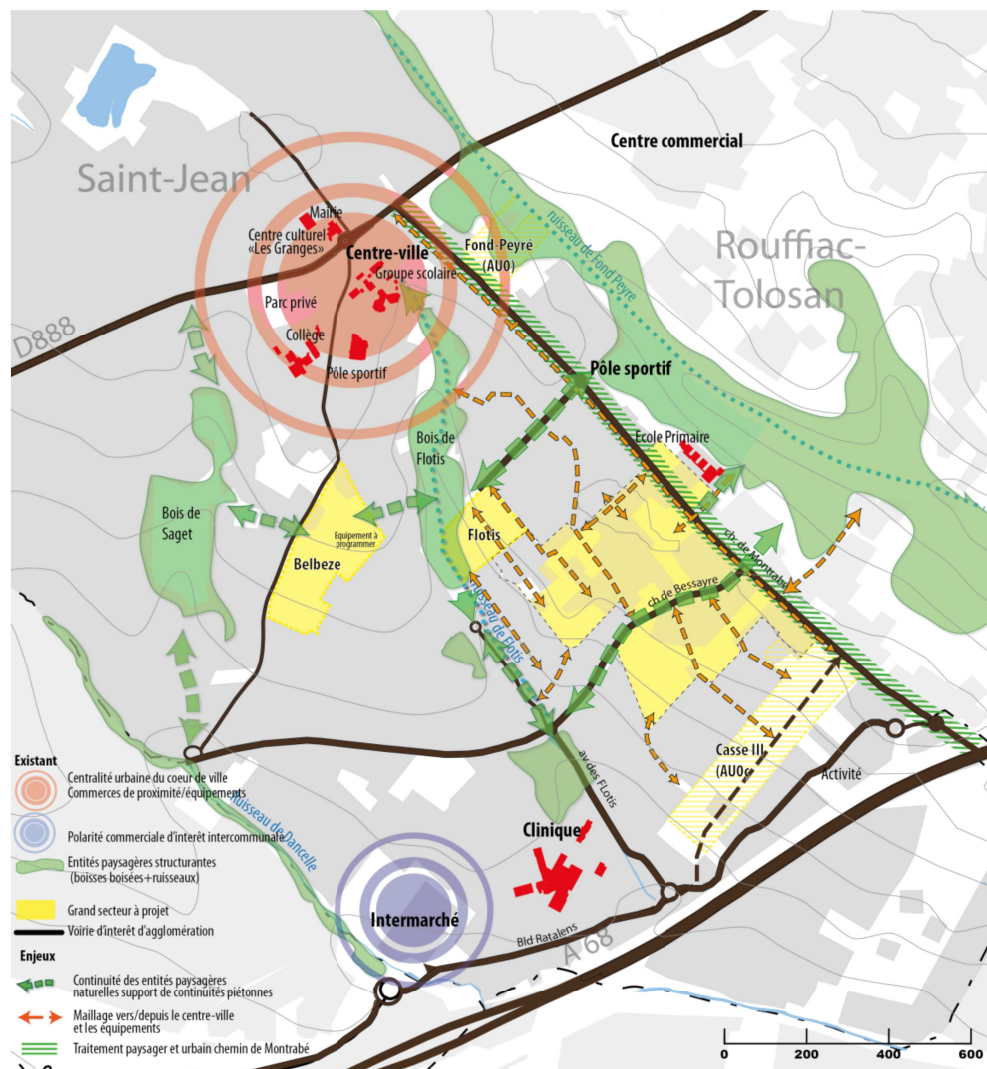 Centre commercial
Saint-Jean
Mairie
Centre culturel
«Les Granges»
Centre-ville
Groupe scolaire
Fond-Peyré
(AU0)
ruisseau de Fond Peyre
Rouffiac-
Tolosan
Parc privé
D888
Collège
Pôle sportif
Pôle sportif
Bois de
Flotis
Ecole Primaire
Bois de
Saget
Equipement à
programmer
Belbeze
Flotis
ch. de Montrabé
ch de Bessayre
ruisseau de Flotis
Casse III
(AU0c
Activité
av des FLotis
Ruisseau de Dancelle
Clinique
Intermarché
Bld Ratalens
A 68
Existant
Centralité urbaine du coeur de ville
Commerces de proximité/équipements
Polarité commerciale d'interêt intercommunale
Entités paysagères structurantes
(boisses boisées+ruisseaux)
Grand secteur à projet
Voirie d'interêt d'agglomération
Enjeux
Continuité des entités paysagères
naturelles support de continuités piétonnes
Maillage vers/depuis le centre-ville
et les équipements
Traitement paysager et urbain chemin de Montrabé
0 200 400 600